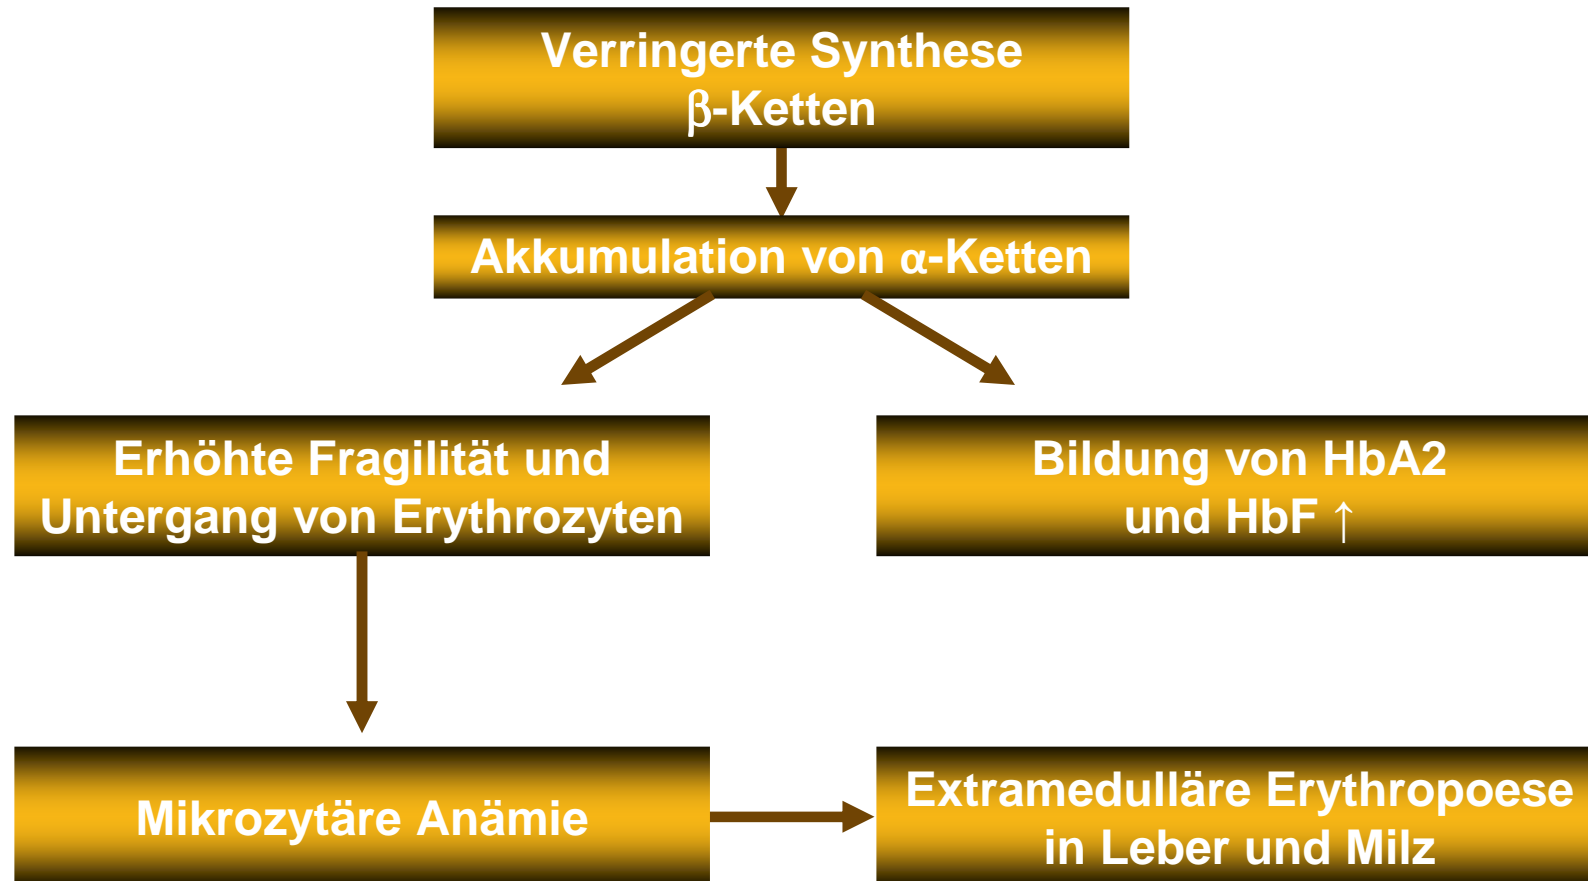 Verringerte Synthese
β-Ketten
Akkumulation von α-Ketten
Erhöhte Fragilität und
Untergang von Erythrozyten
Bildung von HbA2
und HbF ↑
Mikrozytäre Anämie
Extramedulläre Erythropoese
in Leber und Milz